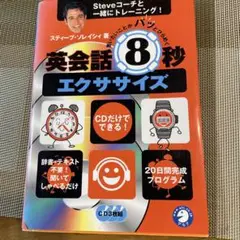 Steveコーチと
一緒にトレーニング！
スティーブ・ソレイシィ 著
英会話8秒
エクササイズ
CDだけで
できる！
辞書・テキスト
不要！
聞いて
しゃべるだけ
20日間完成
プログラム
CD3枚組